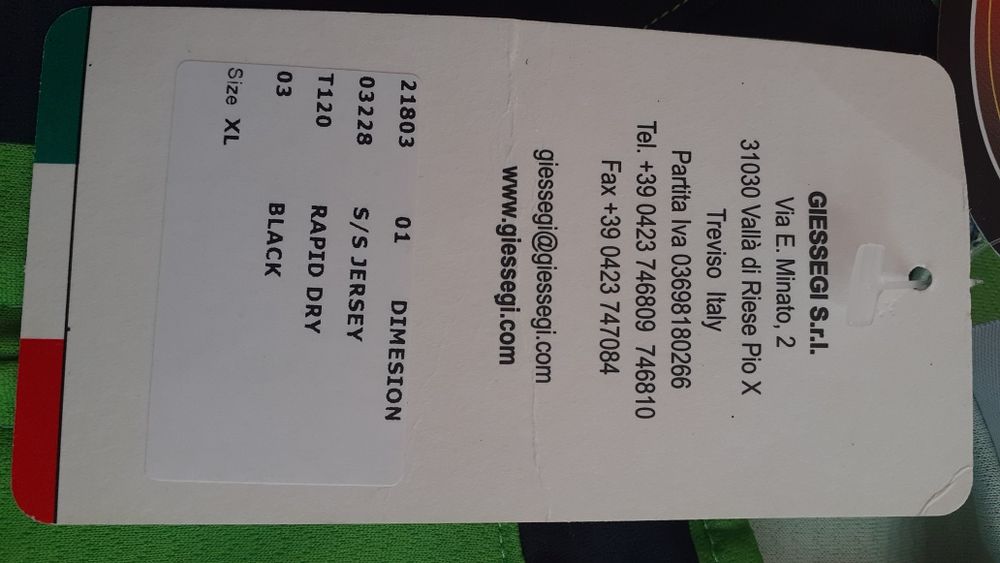 GIESSEGI S.r.l.
Via E. Minato, 2
31030 Vallà di Riese Pio X
Treviso Italy
Partita Iva 03698180266
Tel. +39 0423 746809 746810
Fax +39 0423 747084
giessegi@giessegi.com
www.giessegi.com
21803 01 DIMESION
03228 S/S JERSEY
T120 RAPID DRY
03 BLACK
Size XL